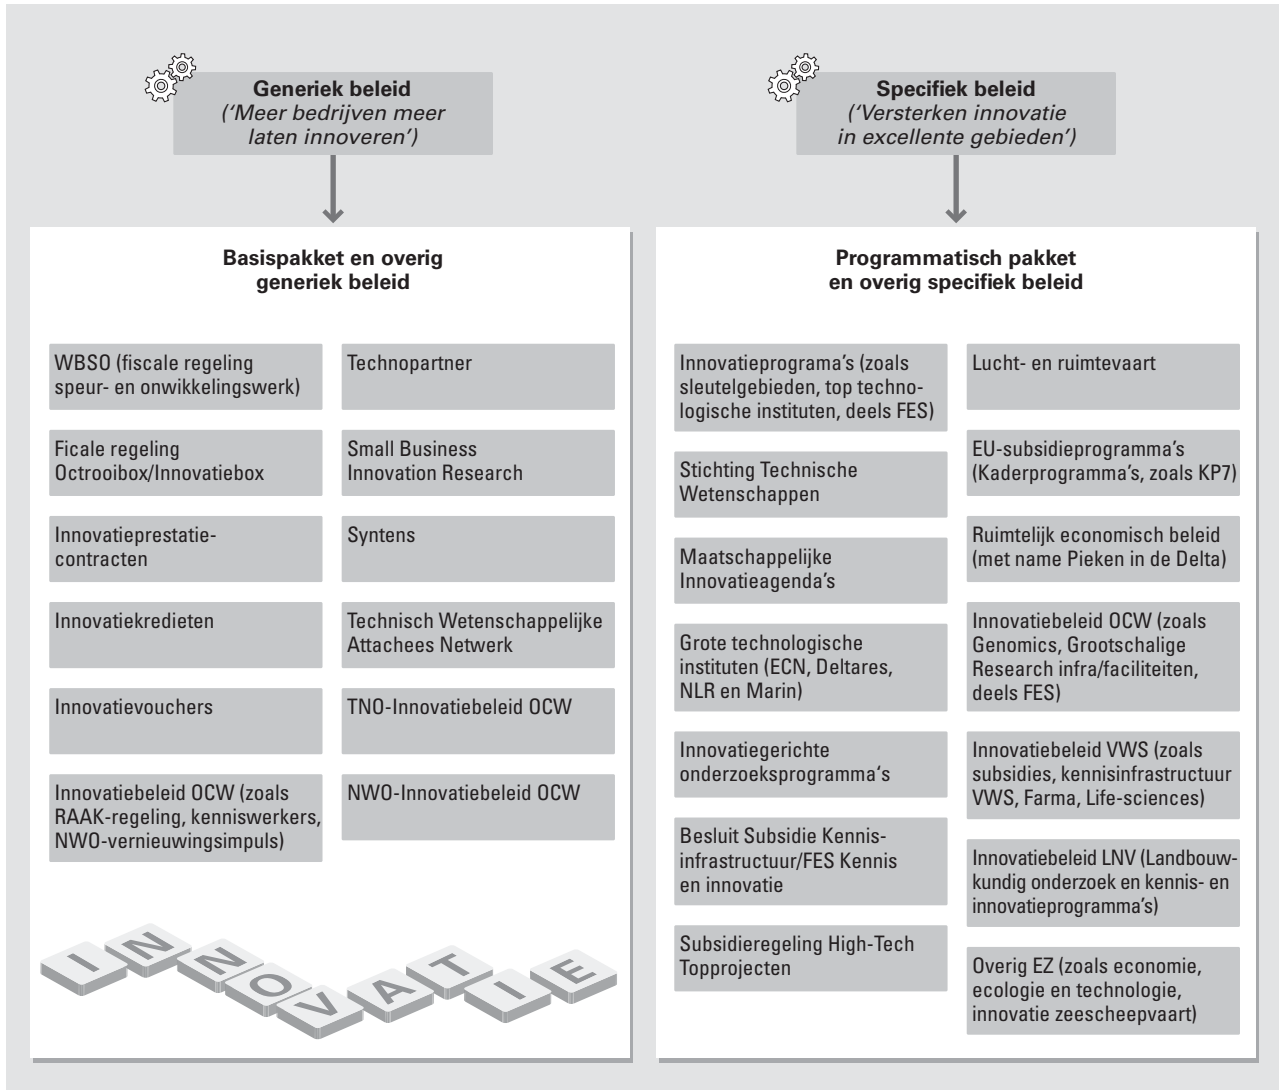 Generiek beleid
(‘Meer bedrijven meer
laten innoveren’)
Specifiek beleid
(‘Versterken innovatie
in excellente gebieden’)
Basispakket en overig
generiek beleid
WBSO (fiscale regeling
speur- en onwikkelingswerk)
Ficale regeling
Octrooibox/Innovatiebox
Innovatieprestatie-
contracten
Innovatiekredieten
Innovatievouchers
Innovatiebeleid OCW (zoals
RAAK-regeling, kenniswerkers,
NWO-vernieuwingsimpuls)
Technopartner
Small Business
Innovation Research
Syntens
Technisch Wetenschappelijke
Attachees Netwerk
TNO-Innovatiebeleid OCW
NWO-Innovatiebeleid OCW
INNOVATIE
Programmatisch pakket
en overig specifiek beleid
Innovatieprograma’s (zoals
sleutelgebieden, top techno-
logische instituten, deels FES)
Stichting Technische
Wetenschappen
Maatschappelijke
Innovatieagenda’s
Grote technologische
instituten (ECN, Deltares,
NLR en Marin)
Innovatiegerichte
onderzoeksprogramma‘s
Besluit Subsidie Kennis-
infrastructuur/FES Kennis
en innovatie
Subsidieregeling High-Tech
Topprojecten
Lucht- en ruimtevaart
EU-subsidieprogramma’s
(Kaderprogramma’s, zoals KP7)
Ruimtelijk economisch beleid
(met name Pieken in de Delta)
Innovatiebeleid OCW (zoals
Genomics, Grootschalige
Research infra/faciliteiten,
deels FES)
Innovatiebeleid VWS (zoals
subsidies, kennisinfrastructuur
VWS, Farma, Life-sciences)
Innovatiebeleid LNV (Landbouw-
kundig onderzoek en kennis- en
innovatieprogramma’s)
Overig EZ (zoals economie,
ecologie en technologie,
innovatie zeescheepvaart)